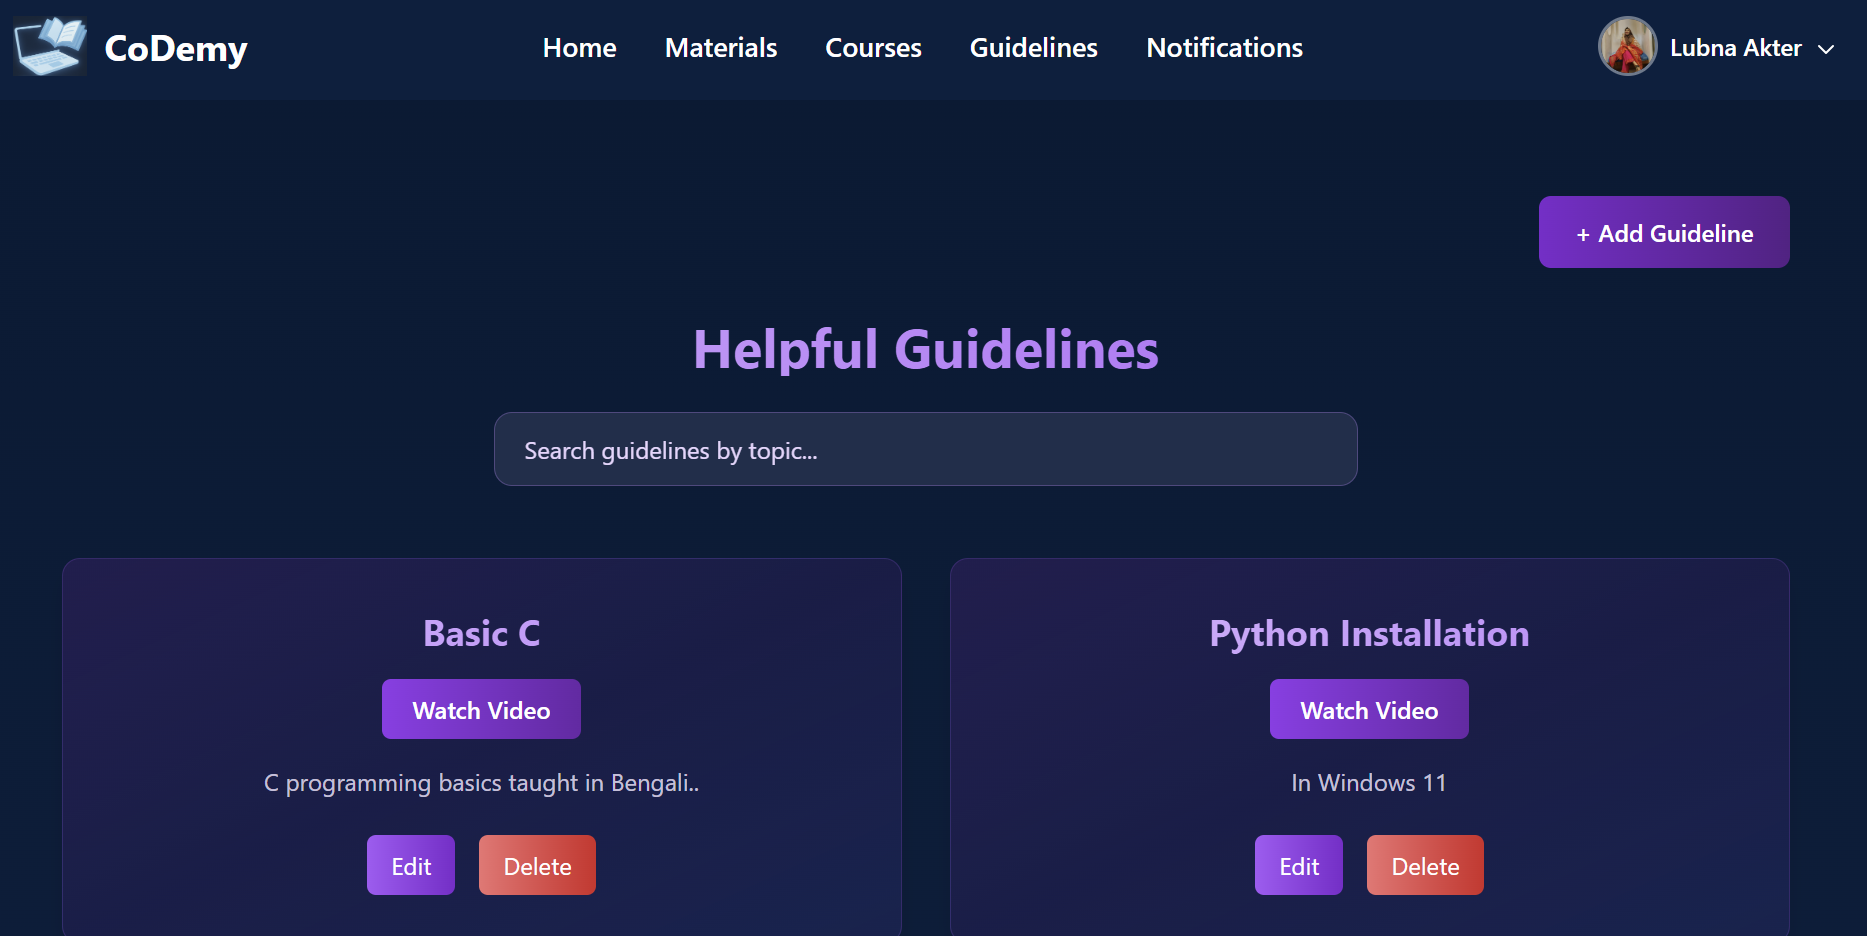 CoDemy
Home Materials Courses Guidelines Notifications
Lubna Akter
+ Add Guideline
Helpful Guidelines
Search guidelines by topic...
Basic C
Watch Video
C programming basics taught in Bengali..
Edit Delete
Python Installation
Watch Video
In Windows 11
Edit Delete